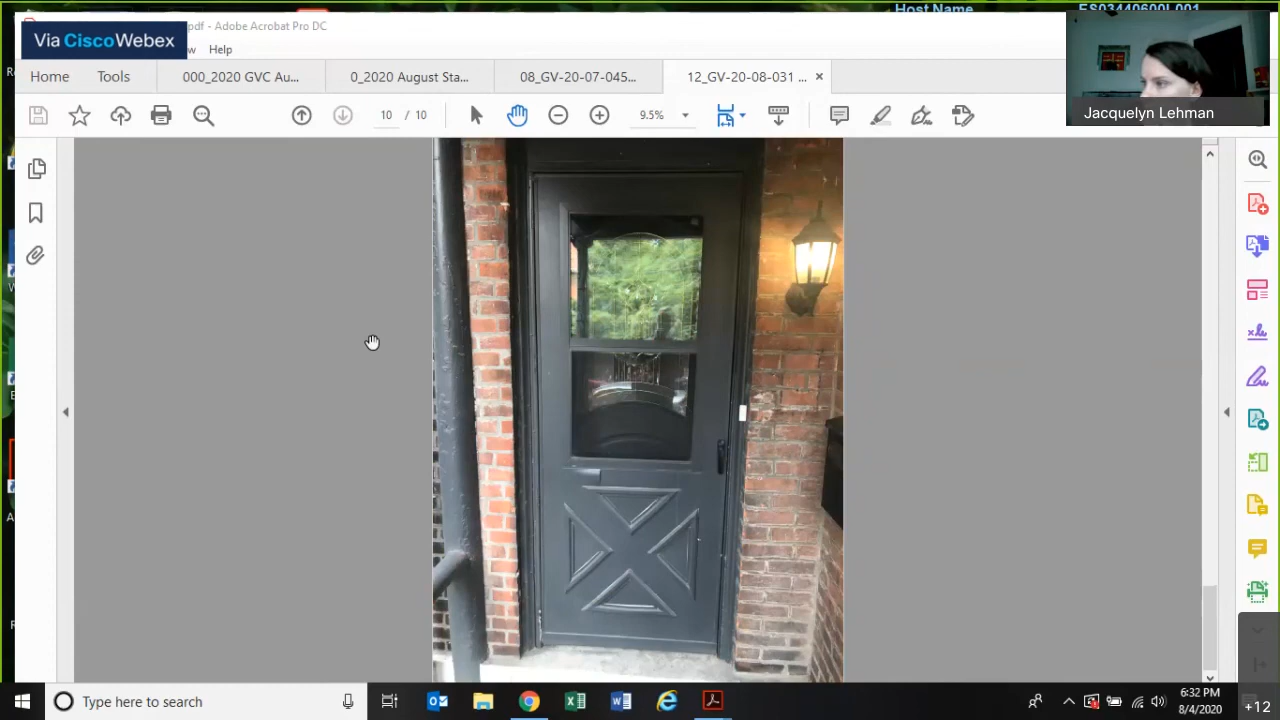 Host Name
ES03440600L001
.pdf - Adobe Acrobat Pro DC
Via CiscoWebex
Help
Home
Tools
000_2020 GVC Au...
0_2020 August Sta...
08_GV-20-07-045...
12_GV-20-08-031 ...
Jacquelyn Lehman
10 / 10
9.5%
Type here to search
6:32 PM
8/4/2020
+12